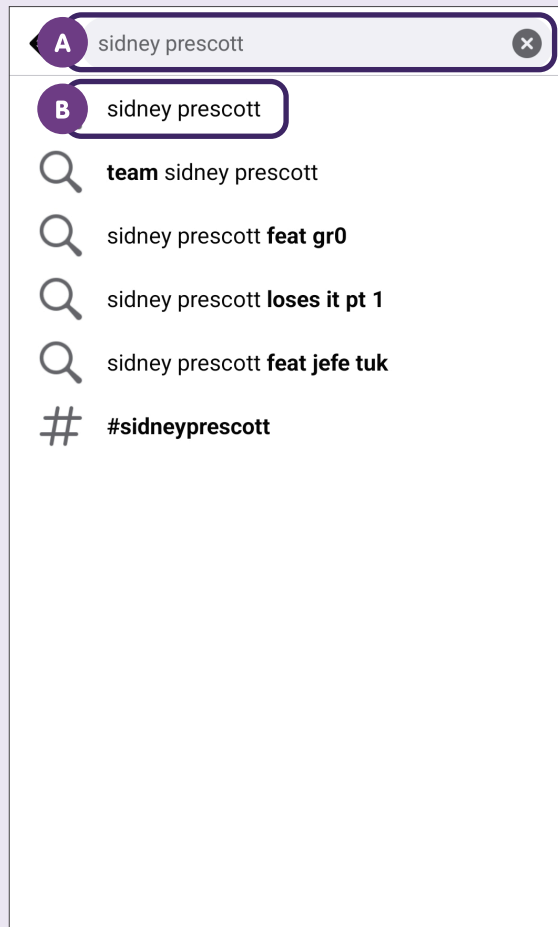 A sidney prescott
B sidney prescott
team sidney prescott
sidney prescott feat gr0
sidney prescott loses it pt 1
sidney prescott feat jefe tuk
#sidneyprescott